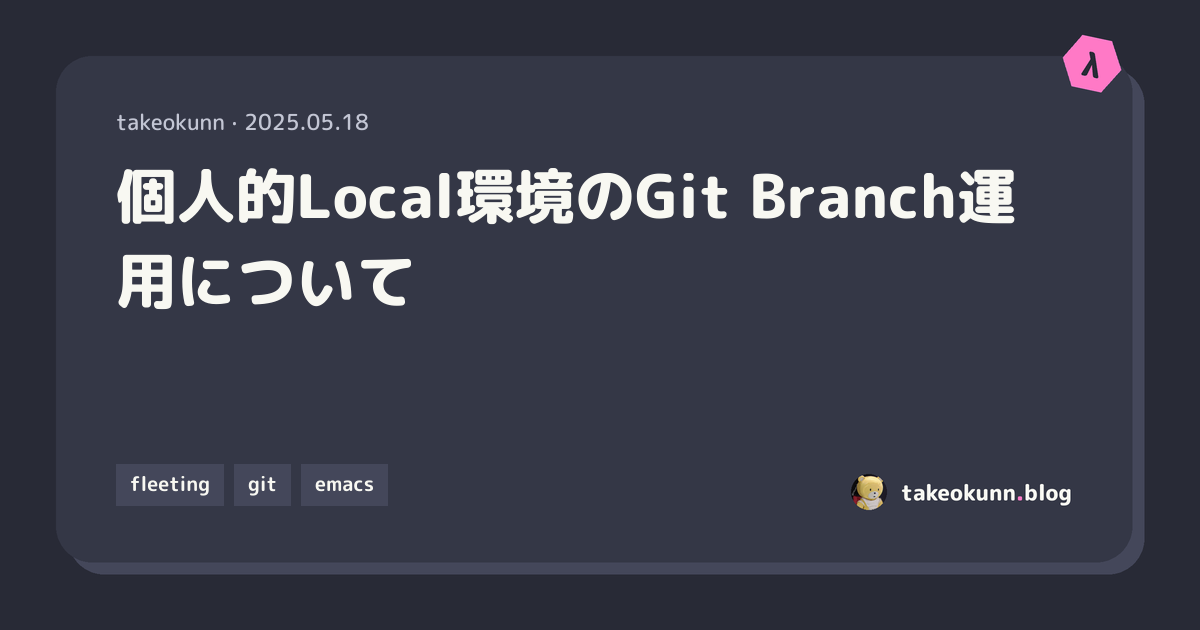 λ
takeokunn · 2025.05.18
個人的Local環境のGit Branch運
用について
fleeting git emacs
takeokunn.blog